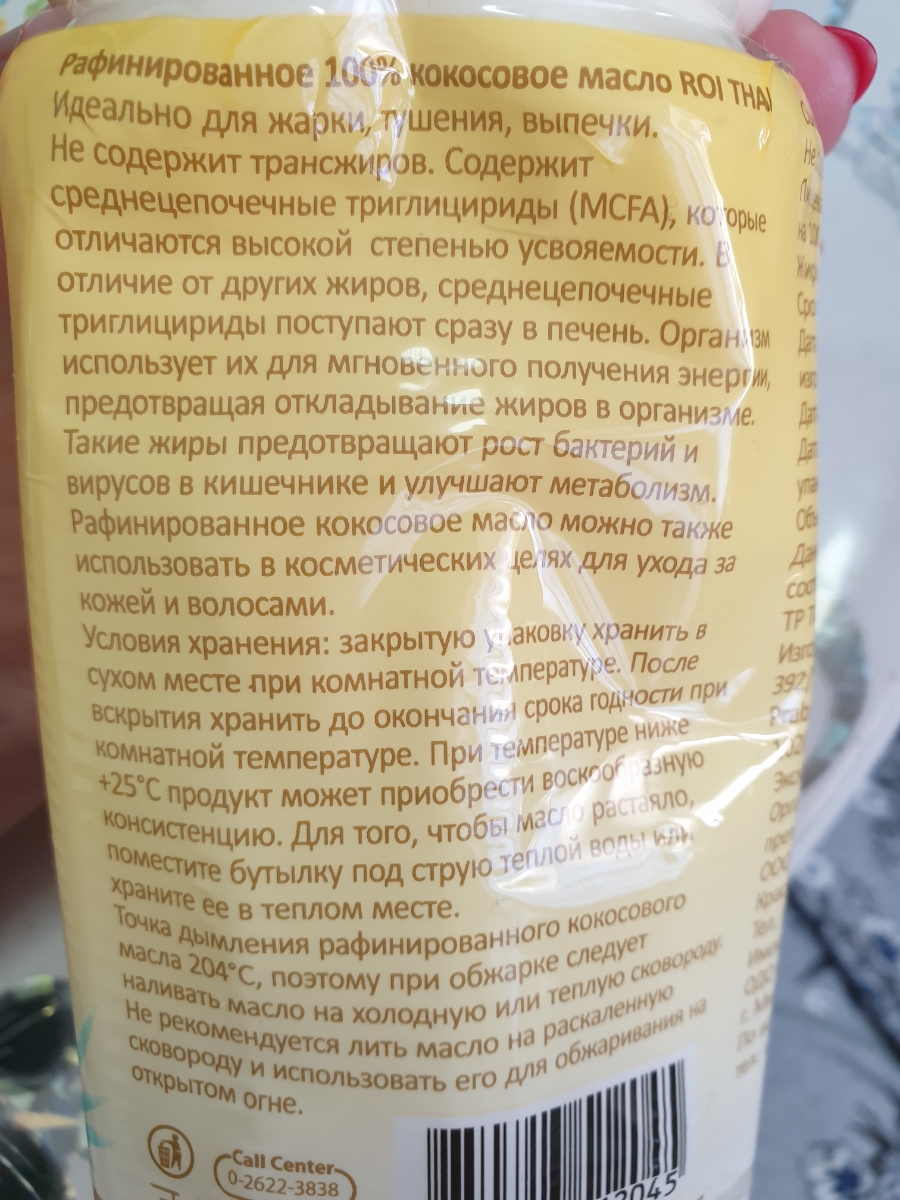 Рафинированное 100% кокосовое масло ROI THAI
Идеально для жарки, тушения, выпечки.
Не содержит трансжиров. Содержит
среднецепочечные триглицириды (MCFA), которые
отличаются высокой степенью усвояемости. В
отличие от других жиров, среднецепочечные
триглицириды поступают сразу в печень. Организм
использует их для мгновенного получения энергии,
предотвращая откладывание жиров в организме.
Такие жиры предотвращают рост бактерий и
вирусов в кишечнике и улучшают метаболизм.
Рафинированное кокосовое масло можно также
использовать в косметических целях для ухода за
кожей и волосами.
Условия хранения: закрытую упаковку хранить в
сухом месте при комнатной температуре. После
вскрытия хранить до окончания срока годности при
комнатной температуре. При температуре ниже
+25°C продукт может приобрести воскообразную
консистенцию. Для того, чтобы масло растаяло,
поместите бутылку под струю теплой воды или
храните ее в теплом месте.
Точка дымления рафинированного кокосового
масла 204°C, поэтому при обжарке следует
наливать масло на холодную или теплую сковороду.
Не рекомендуется лить масло на раскаленную
сковороду и использовать его для обжаривания на
открытом огне.
Call Center
0-2622-3838